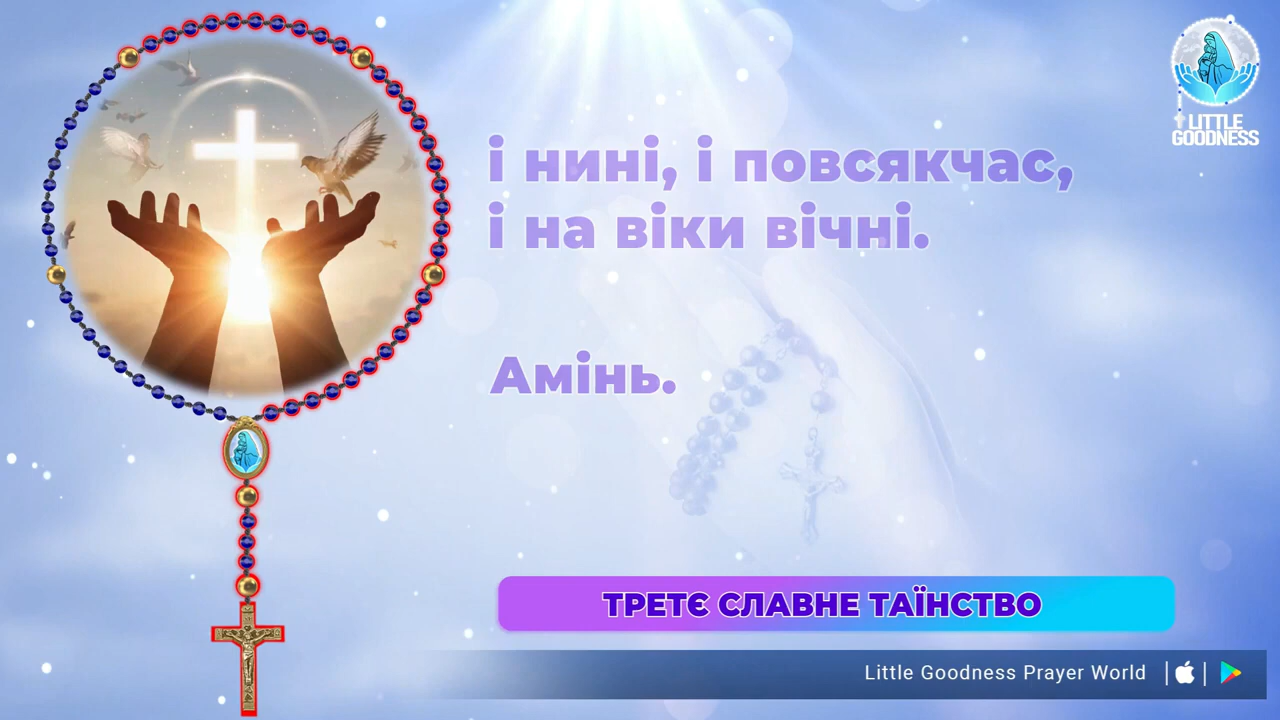 LITTLE
GOODNESS
і нині, і повсякчас,
і на віки вічні.
Амінь.
ТРЕТЄ СЛАВНЕ ТАЇНСТВО
Little Goodness Prayer World